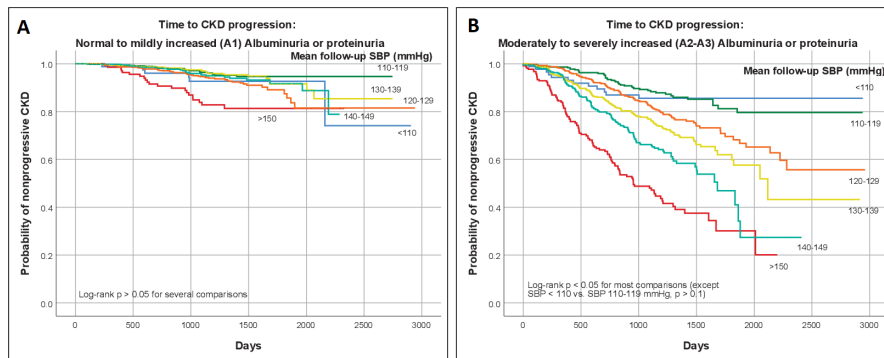 A
Time to CKD progression:
Normal to mildly increased (A1) Albuminuria or proteinuria
Mean follow-up SBP (mmHg)
110-119
130-139
120-129
>150
140-149
<110
Probability of nonprogressive CKD
1.0
0.8
0.6
0.4
0.2
0.0
Log-rank p > 0.05 for several comparisons
0
500
1000
1500
2000
2500
3000
Days
B
Time to CKD progression:
Moderately to severely increased (A2-A3) Albuminuria or proteinuria
Mean follow-up SBP (mmHg)
<110
110-119
120-129
130-139
140-149
>150
Probability of nonprogressive CKD
1.0
0.8
0.6
0.4
0.2
0.0
Log-rank p < 0.05 for most comparisons (except
SBP < 110 vs. SBP 110-119 mmHg, p > 0.1)
0
500
1000
1500
2000
2500
3000
Days